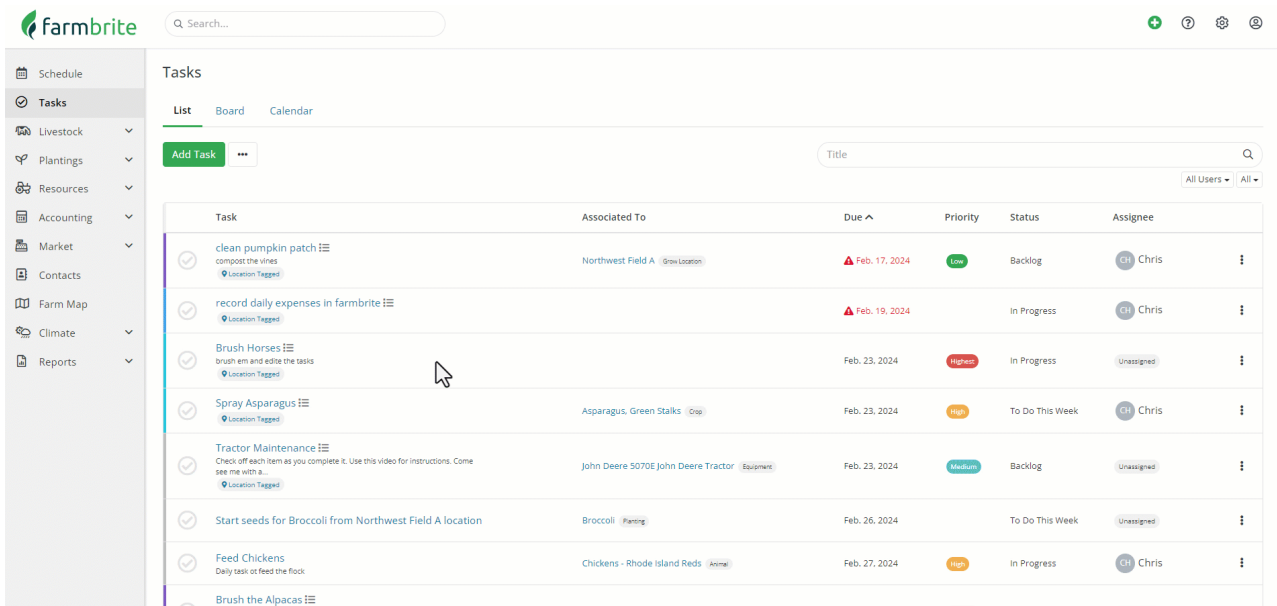 farmbrite
Search...
Schedule
Tasks
Livestock
Plantings
Resources
Accounting
Market
Contacts
Farm Map
Climate
Reports
Tasks
List Board Calendar
Add Task
Title
All Users All
Task Associated To Due Priority Status Assignee
clean pumpkin patch
compost the vines
Location Tagged
Northwest Field A Grow Location Feb. 17, 2024 Low Backlog CH Chris
record daily expenses in farmbrite
Location Tagged
Feb. 19, 2024 In Progress CH Chris
Brush Horses
brush em and edite the tasks
Location Tagged
Feb. 23, 2024 Highest In Progress Unassigned
Spray Asparagus
Location Tagged
Asparagus, Green Stalks Crop Feb. 23, 2024 High To Do This Week CH Chris
Tractor Maintenance
Check off each item as you complete it. Use this video for instructions. Come
see me with a...
Location Tagged
John Deere 5070E John Deere Tractor Equipment Feb. 23, 2024 Medium Backlog Unassigned
Start seeds for Broccoli from Northwest Field A location Broccoli Planting Feb. 26, 2024 To Do This Week Unassigned
Feed Chickens
Daily task ot feed the flock
Chickens - Rhode Island Reds Animal Feb. 27, 2024 High In Progress CH Chris
Brush the Alpacas